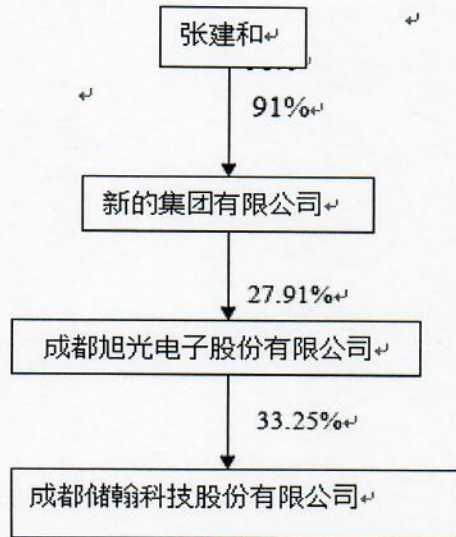 张建和
91%
新的集团有限公司
27.91%
成都旭光电子股份有限公司
33.25%
成都储翰科技股份有限公司